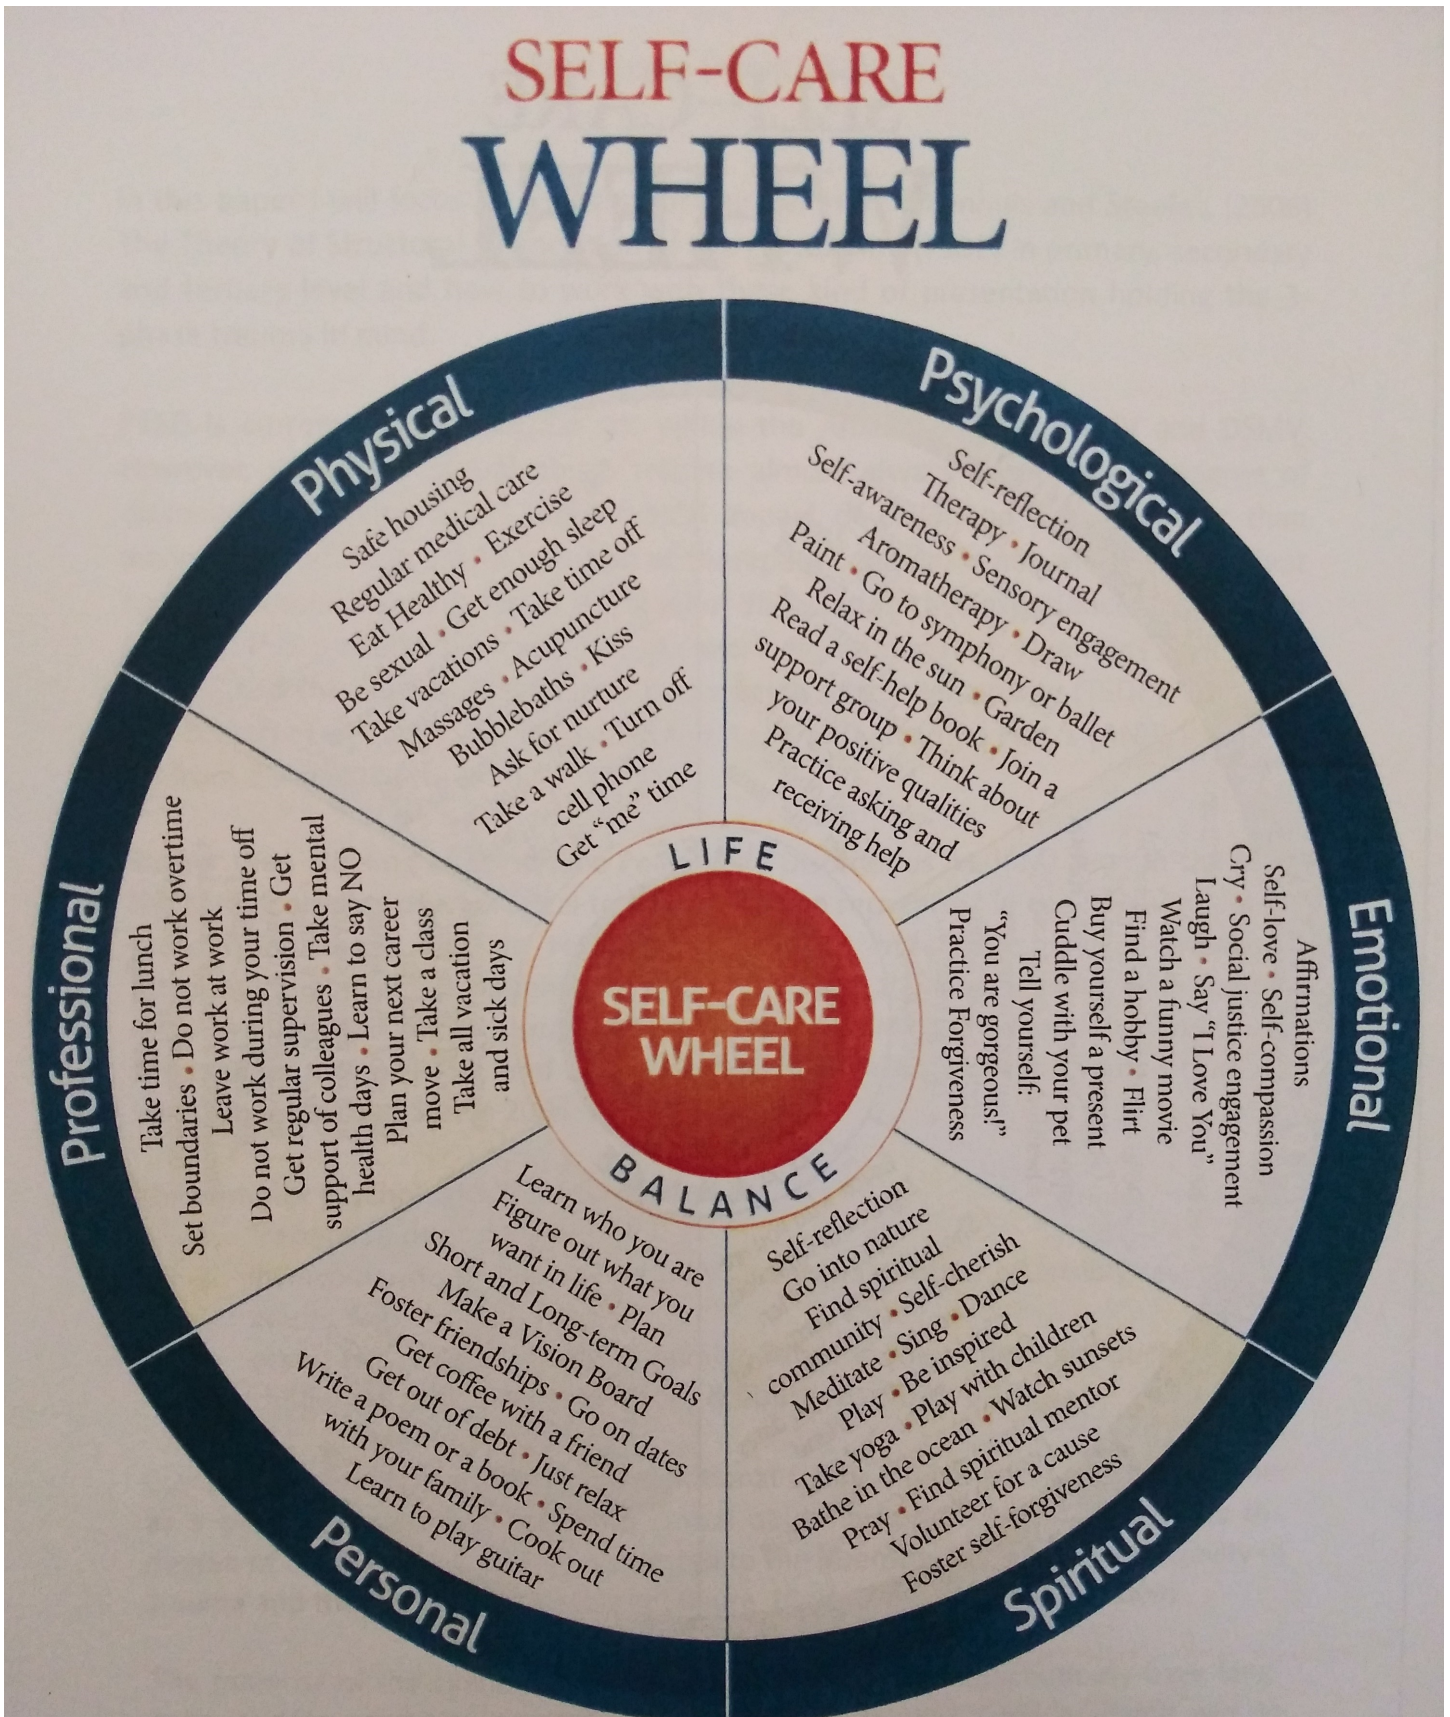 SELF-CARE
WHEEL
Physical
Safe housing
Regular medical care
Eat Healthy • Exercise
Be sexual • Get enough sleep
Take vacations • Take time off
Massages • Acupuncture
Bubblebaths • Kiss
Ask for nurture
Take a walk • Turn off
cell phone
Get "me" time
Psychological
Self-reflection
Therapy • Journal
Self-awareness • Sensory engagement
Aromatherapy • Draw
Paint • Go to symphony or ballet
Relax in the sun • Garden
Read a self-help book • Join a
support group • Think about
your positive qualities
Practice asking and
receiving help
Emotional
Affirmations
Self-love • Self-compassion
Cry • Social justice engagement
Laugh • Say "I Love You"
Watch a funny movie
Find a hobby • Flirt
Buy yourself a present
Cuddle with your pet
Tell yourself:
"You are gorgeous!"
Practice Forgiveness
Spiritual
Self-reflection
Go into nature
Find spiritual
community • Self-cherish
Meditate • Sing • Dance
Play • Be inspired
Take yoga • Play with children
Bathe in the ocean • Watch sunsets
Pray • Find spiritual mentor
Volunteer for a cause
Foster self-forgiveness
Personal
Learn who you are
Figure out what you
want in life • Plan
Short and Long-term Goals
Make a Vision Board
Foster friendships • Go on dates
Get coffee with a friend
Get out of debt • Just relax
Write a poem or a book • Spend time
with your family • Cook out
Learn to play guitar
Professional
Take time for lunch
Set boundaries • Do not work overtime
Leave work at work
Do not work during your time off
Get regular supervision • Get
support of colleagues • Take mental
health days • Learn to say NO
Plan your next career
move • Take a class
Take all vacation
and sick days
LIFE
SELF-CARE
WHEEL
BALANCE